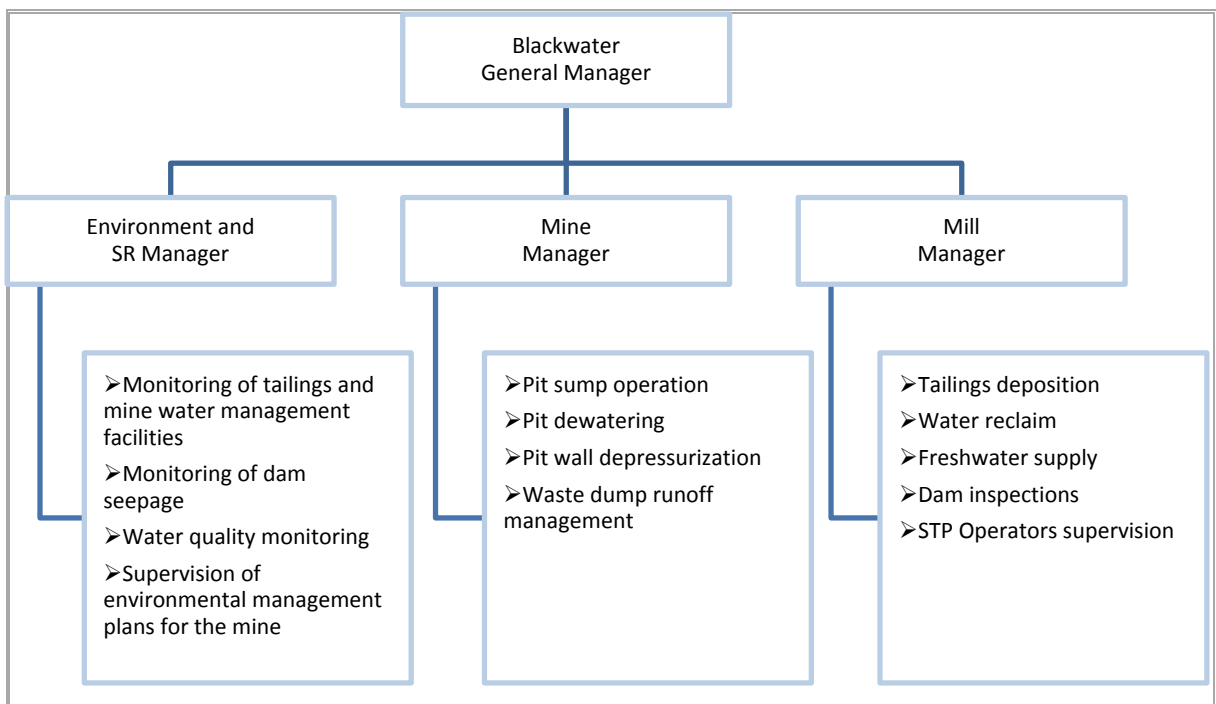 Blackwater
General Manager
Environment and
SR Manager
Mine
Manager
Mill
Manager
➢Monitoring of tailings and
mine water management
facilities
➢Monitoring of dam
seepage
➢Water quality monitoring
➢Supervision of
environmental management
plans for the mine
➢Pit sump operation
➢Pit dewatering
➢Pit wall depressurization
➢Waste dump runoff
management
➢Tailings deposition
➢Water reclaim
➢Freshwater supply
➢Dam inspections
➢STP Operators supervision